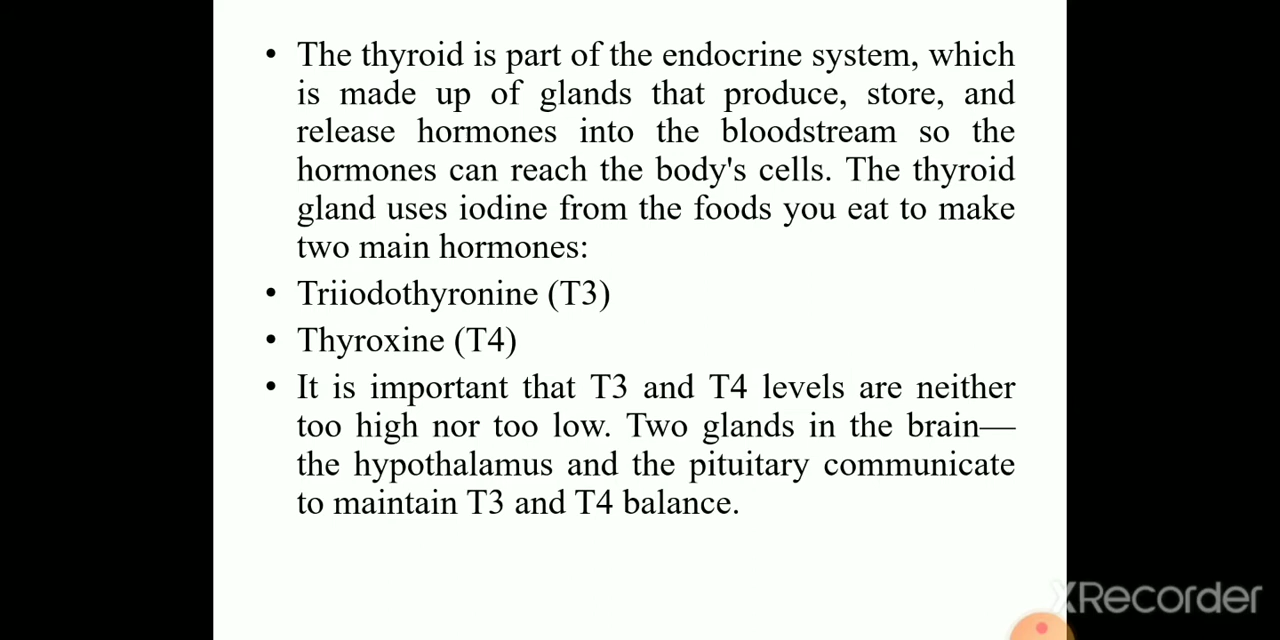 • The thyroid is part of the endocrine system, which
is made up of glands that produce, store, and
release hormones into the bloodstream so the
hormones can reach the body's cells. The thyroid
gland uses iodine from the foods you eat to make
two main hormones:
• Triiodothyronine (T3)
• Thyroxine (T4)
• It is important that T3 and T4 levels are neither
too high nor too low. Two glands in the brain—
the hypothalamus and the pituitary communicate
to maintain T3 and T4 balance.
XRecorder